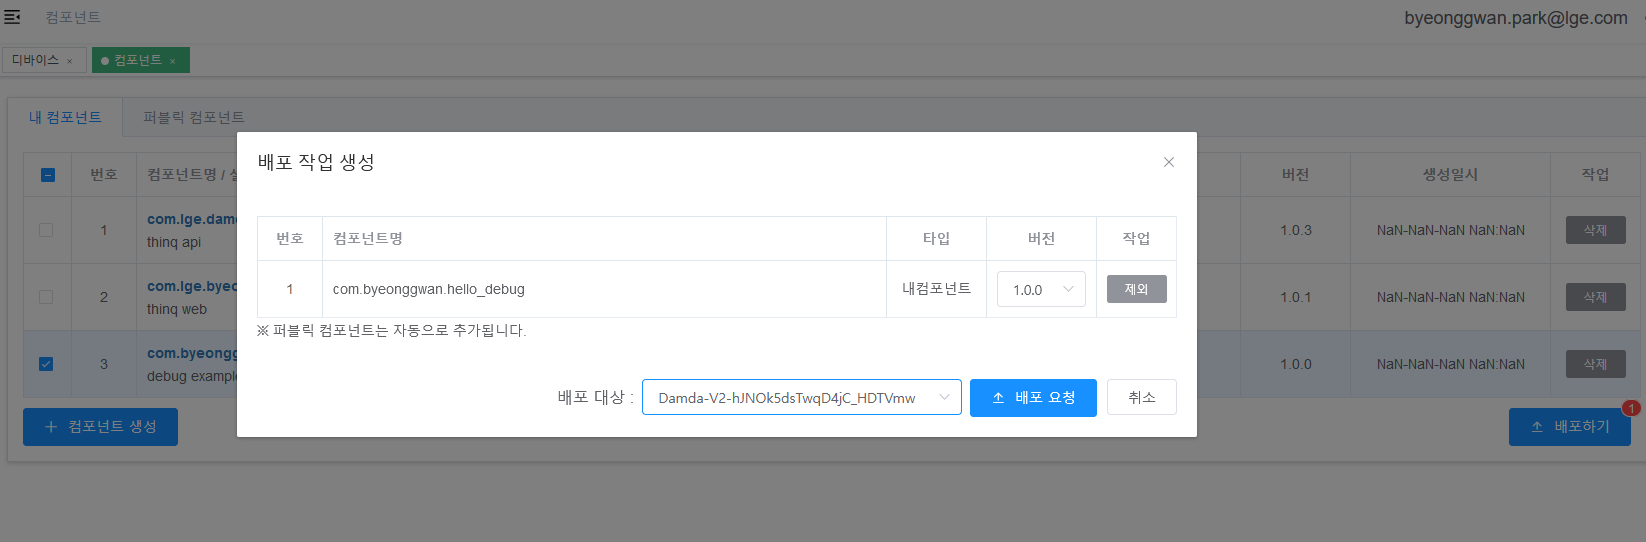 컴포넌트
byeonggwan.park@lge.com
디바이스 ×
컴포넌트 ×
내 컴포넌트 퍼블릭 컴포넌트
번호 컴포넌트명 / 버전 생성일시 작업
1 com.lge.dam 1.0.3 NaN-NaN-NaN NaN:NaN 삭제
thinq api
2 com.lge.byeo 1.0.1 NaN-NaN-NaN NaN:NaN 삭제
thinq web
3 com.byeongg 1.0.0 NaN-NaN-NaN NaN:NaN 삭제
debug example
컴포넌트 생성
배포하기 1
배포 작업 생성
번호 컴포넌트명 타입 버전 작업
1 com.byeonggwan.hello_debug 내컴포넌트 1.0.0 제외
※ 퍼블릭 컴포넌트는 자동으로 추가됩니다.
배포 대상 : Damda-V2-hJNOk5dsTwqD4jC_HDTVmw 배포 요청 취소